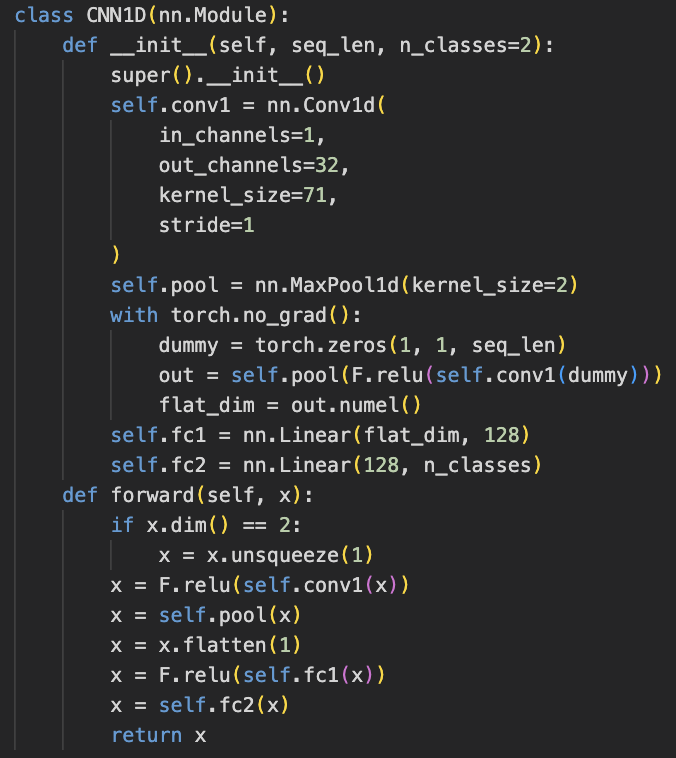 class CNN1D(nn.Module):
    def __init__(self, seq_len, n_classes=2):
        super().__init__()
        self.conv1 = nn.Conv1d(
            in_channels=1,
            out_channels=32,
            kernel_size=71,
            stride=1
        )
        self.pool = nn.MaxPool1d(kernel_size=2)
        with torch.no_grad():
            dummy = torch.zeros(1, 1, seq_len)
            out = self.pool(F.relu(self.conv1(dummy)))
            flat_dim = out.numel()
        self.fc1 = nn.Linear(flat_dim, 128)
        self.fc2 = nn.Linear(128, n_classes)
    def forward(self, x):
        if x.dim() == 2:
            x = x.unsqueeze(1)
        x = F.relu(self.conv1(x))
        x = self.pool(x)
        x = x.flatten(1)
        x = F.relu(self.fc1(x))
        x = self.fc2(x)
        return x